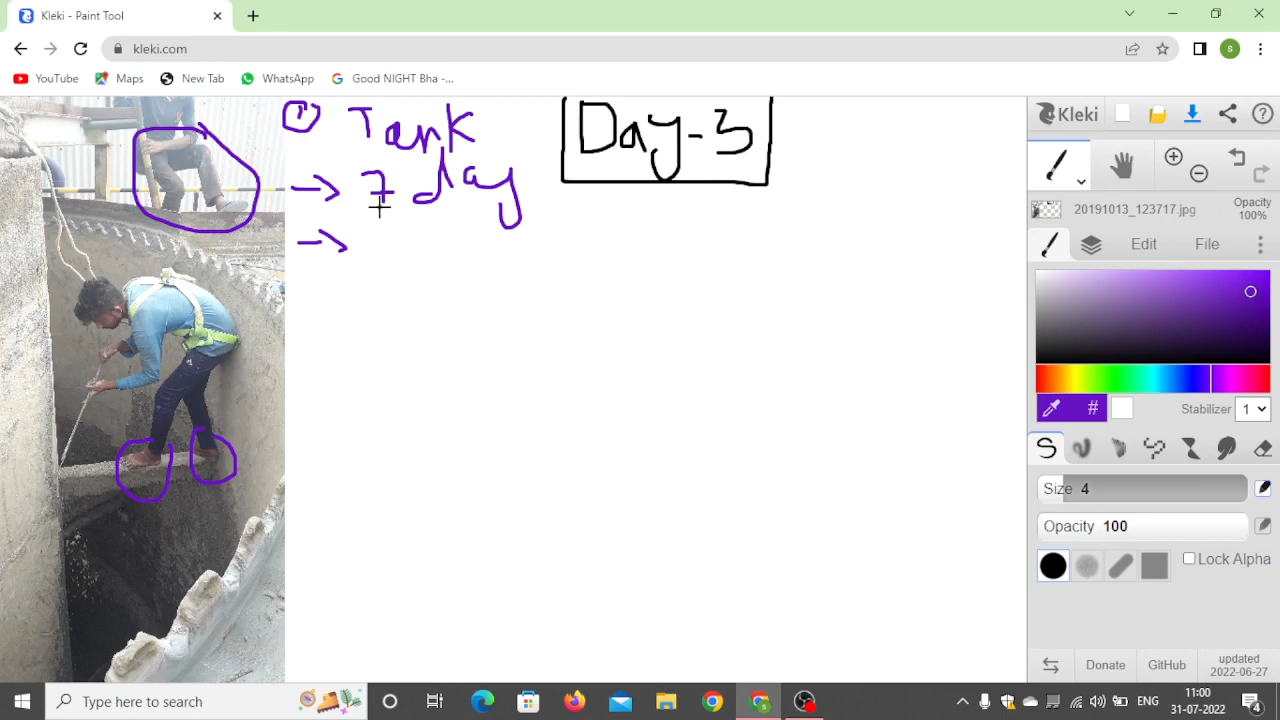 Kleki - Paint Tool
kleki.com
YouTube
Maps
New Tab
WhatsApp
Good NIGHT Bha -...
S
① Tank
→ 7 day
→
Day-3
Kleki
20191013_123717.jpg
Opacity
100%
Edit
File
#
Stabilizer
1
Size 4
Opacity 100
Lock Alpha
Donate
GitHub
updated
2022-06-27
Type here to search
ENG
11:00
31-07-2022
4